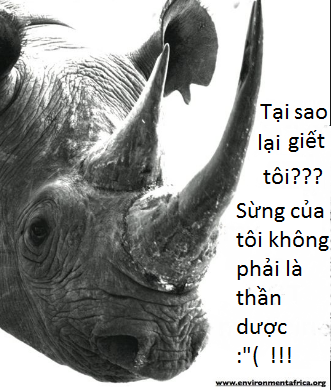 Tại sao
lại giết
tôi???
Sừng của
tôi không
phải là
thần
dược
:"(  !!!
www.environmentafrica.org